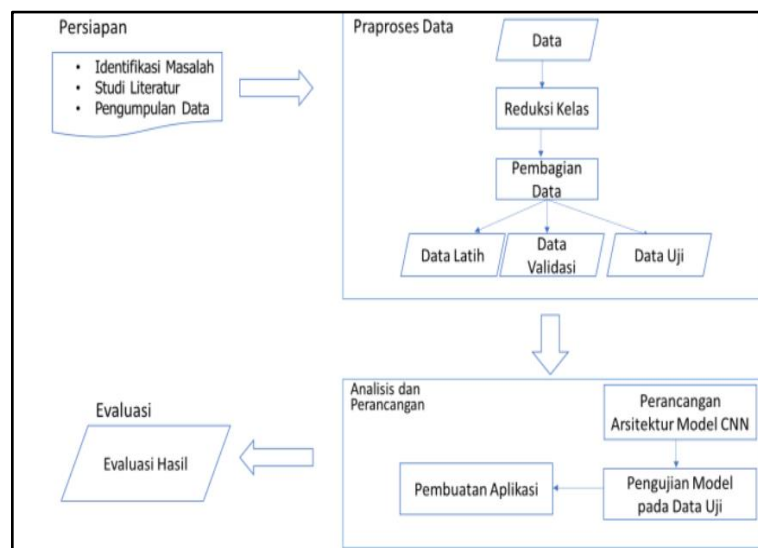 Persiapan
• Identifikasi Masalah
• Studi Literatur
• Pengumpulan Data
Praproses Data
Data
Reduksi Kelas
Pembagian
Data
Data Latih
Data
Validasi
Data Uji
Analisis dan
Perancangan
Perancangan
Arsitektur Model CNN
Pengujian Model
pada Data Uji
Pembuatan Aplikasi
Evaluasi
Evaluasi Hasil